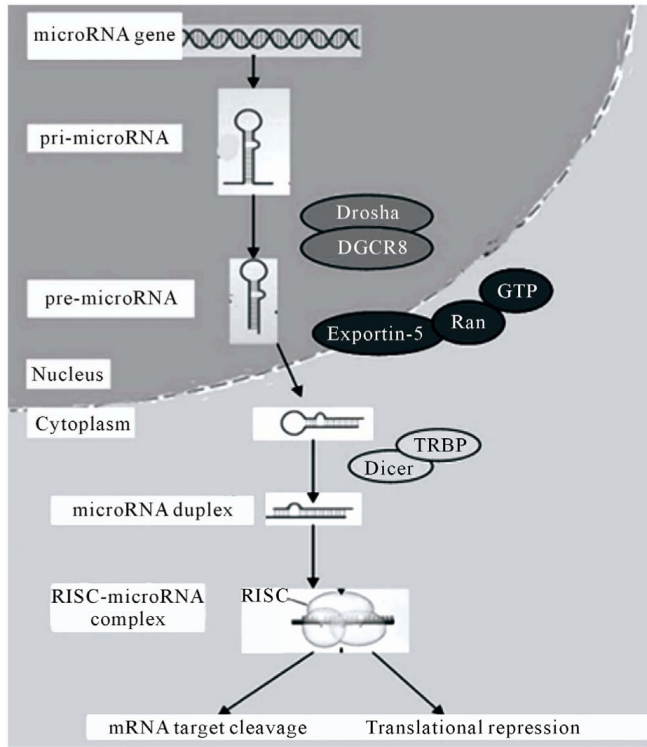 microRNA gene
pri-microRNA
Drosha
DGCR8
pre-microRNA
GTP
Ran
Exportin-5
Nucleus
Cytoplasm
TRBP
Dicer
microRNA duplex
RISC-microRNA
complex
RISC
mRNA target cleavage
Translational repression